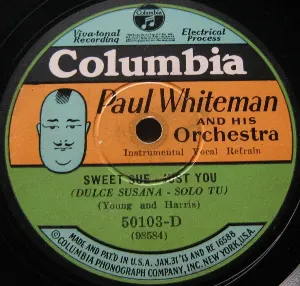 Viva-tonal
Recording
Columbia
Electrical
Process
Columbia
Paul Whiteman
AND HIS
Orchestra
Instrumental Vocal Refrain
SWEET SUE - JUST YOU
(DULCE SUSANA - SOLO TU)
(Young and Harris)
50103-D
(98584)
MADE AND PAT'D IN U.S.A. JAN. 21'13 AND RE 16588
©COLUMBIA PHONOGRAPH COMPANY, INC. NEW YORK, U.S.A.